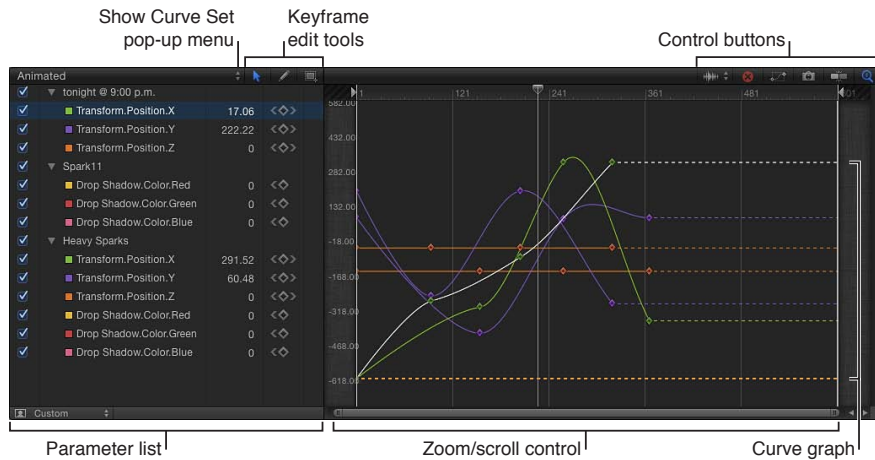 Show Curve Set
pop-up menu
Keyframe
edit tools
Control buttons
Animated
tonight @ 9:00 p.m.
Transform.Position.X 17.06
Transform.Position.Y 222.22
Transform.Position.Z 0
Spark11
Drop Shadow.Color.Red 0
Drop Shadow.Color.Green 0
Drop Shadow.Color.Blue 0
Heavy Sparks
Transform.Position.X 291.52
Transform.Position.Y 60.48
Transform.Position.Z 0
Drop Shadow.Color.Red 0
Drop Shadow.Color.Green 0
Drop Shadow.Color.Blue 0
Custom
1 121 241 361 481 601
582.00
432.00
282.00
132.00
-18.00
-168.00
-318.00
-468.00
-618.00
Parameter list
Zoom/scroll control
Curve graph